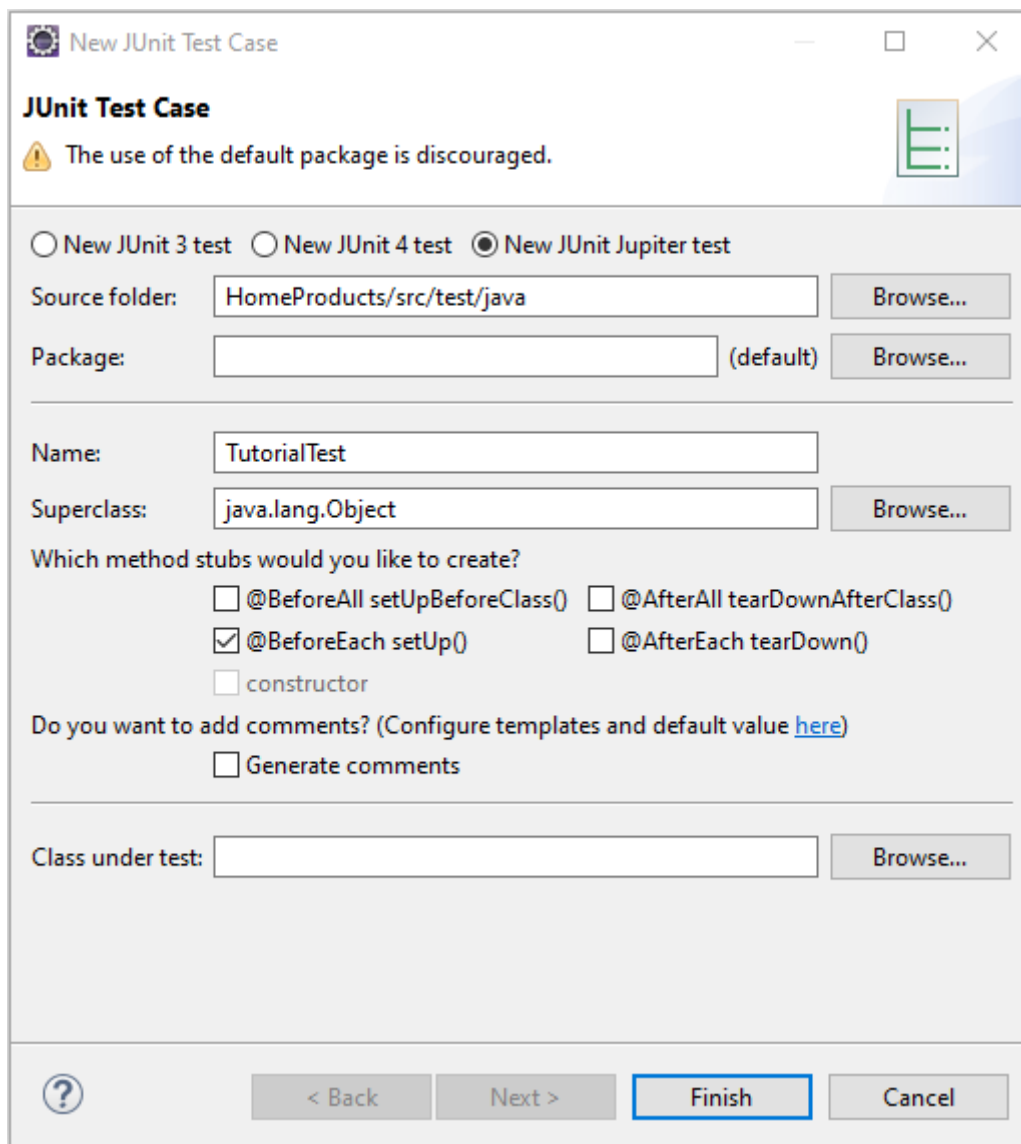 New JUnit Test Case
JUnit Test Case
The use of the default package is discouraged.
New JUnit 3 test New JUnit 4 test New JUnit Jupiter test
Source folder: HomeProducts/src/test/java Browse...
Package: (default) Browse...
Name: TutorialTest
Superclass: java.lang.Object Browse...
Which method stubs would you like to create?
@BeforeAll setUpBeforeClass() @AfterAll tearDownAfterClass()
@BeforeEach setUp() @AfterEach tearDown()
constructor
Do you want to add comments? (Configure templates and default value here)
Generate comments
Class under test: Browse...
? < Back Next > Finish Cancel